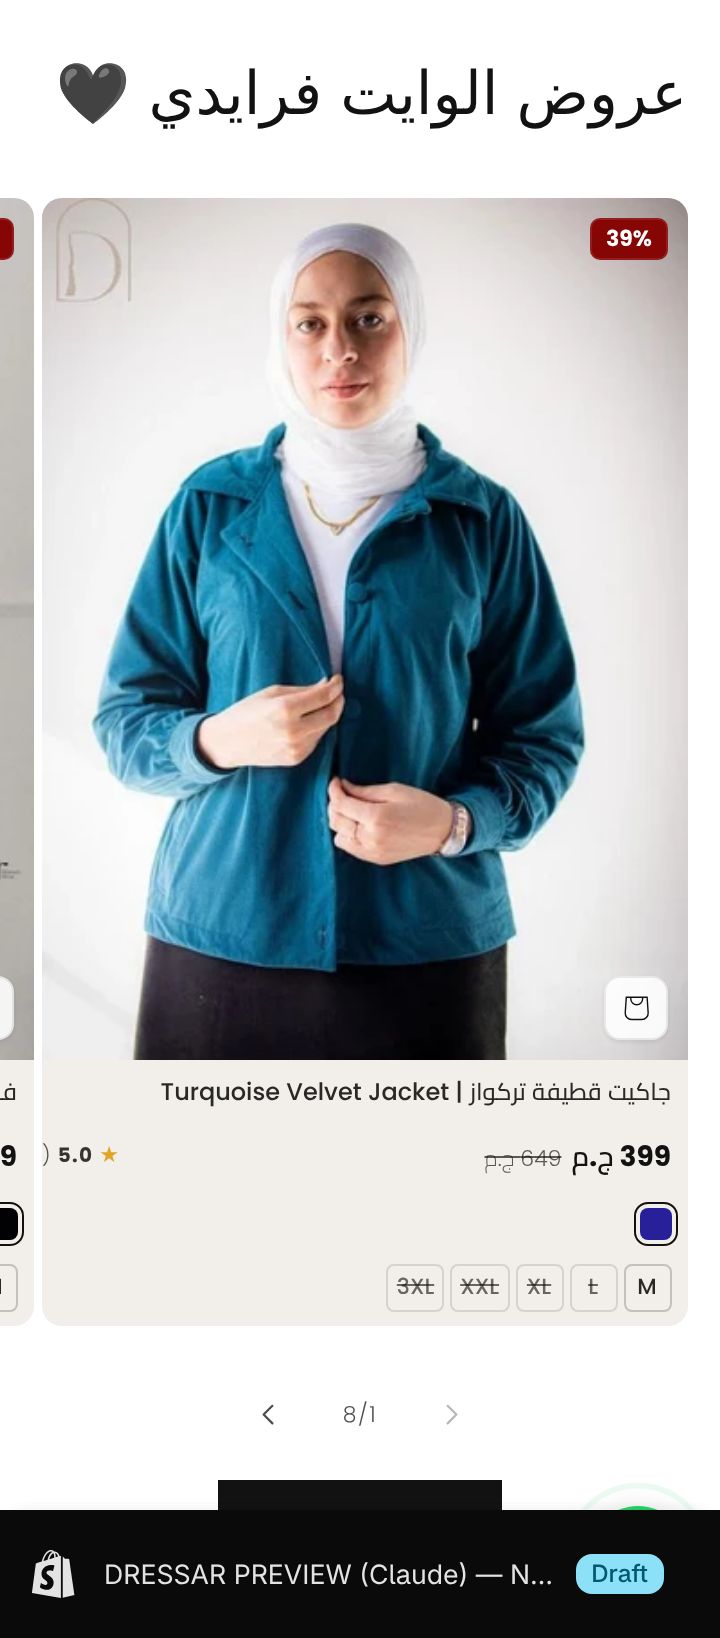 عروض الوايت فرايدي 🖤
39%
جاكيت قطيفة تركواز | Turquoise Velvet Jacket
399 ج.م 649 ج.م
★ 5.0 (
M L XL XXL 3XL
8/1
DRESSAR PREVIEW (Claude) — N... Draft